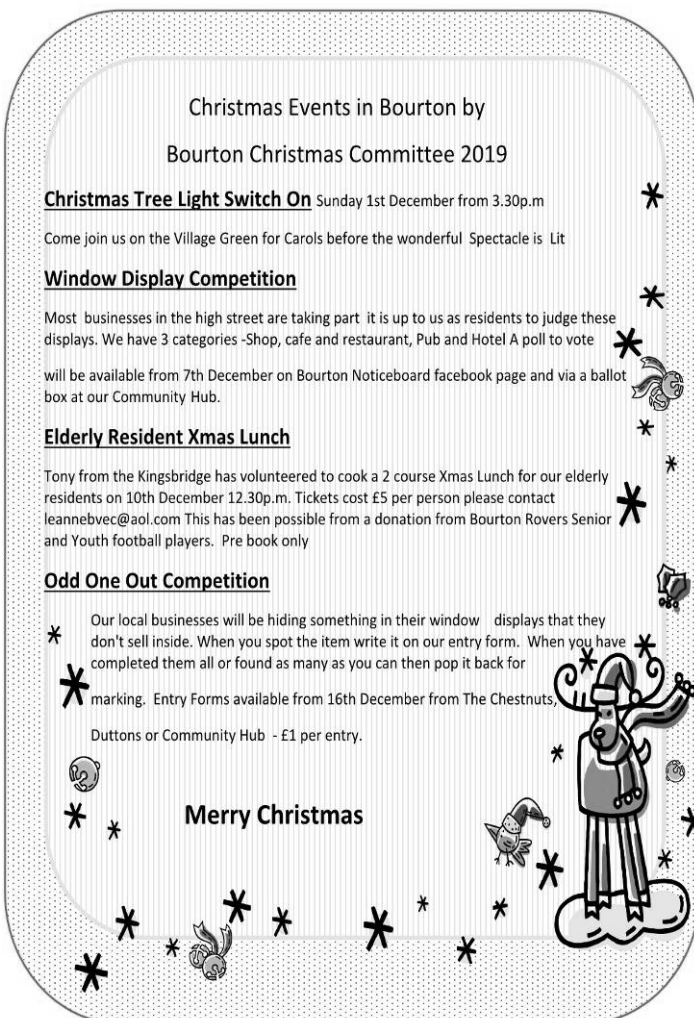 Christmas Events in Bourton by
Bourton Christmas Committee 2019
Christmas Tree Light Switch On Sunday 1st December from 3.30p.m
Come join us on the Village Green for Carols before the wonderful Spectacle is Lit
Window Display Competition
Most businesses in the high street are taking part it is up to us as residents to judge these
displays. We have 3 categories -Shop, cafe and restaurant, Pub and Hotel A poll to vote
will be available from 7th December on Bourton Noticeboard facebook page and via a ballot
box at our Community Hub.
Elderly Resident Xmas Lunch
Tony from the Kingsbridge has volunteered to cook a 2 course Xmas Lunch for our elderly
residents on 10th December 12.30p.m. Tickets cost £5 per person please contact
leannebvec@aol.com This has been possible from a donation from Bourton Rovers Senior
and Youth football players. Pre book only
Odd One Out Competition
Our local businesses will be hiding something in their window displays that they
don't sell inside. When you spot the item write it on our entry form. When you have
completed them all or found as many as you can then pop it back for
marking. Entry Forms available from 16th December from The Chestnuts,
Duttons or Community Hub - £1 per entry.
Merry Christmas